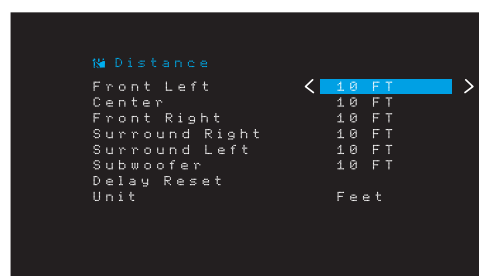 Distance
Front Left < 10 FT >
Center 10 FT
Front Right 10 FT
Surround Right 10 FT
Surround Left 10 FT
Subwoofer 10 FT
Delay Reset
Unit Feet